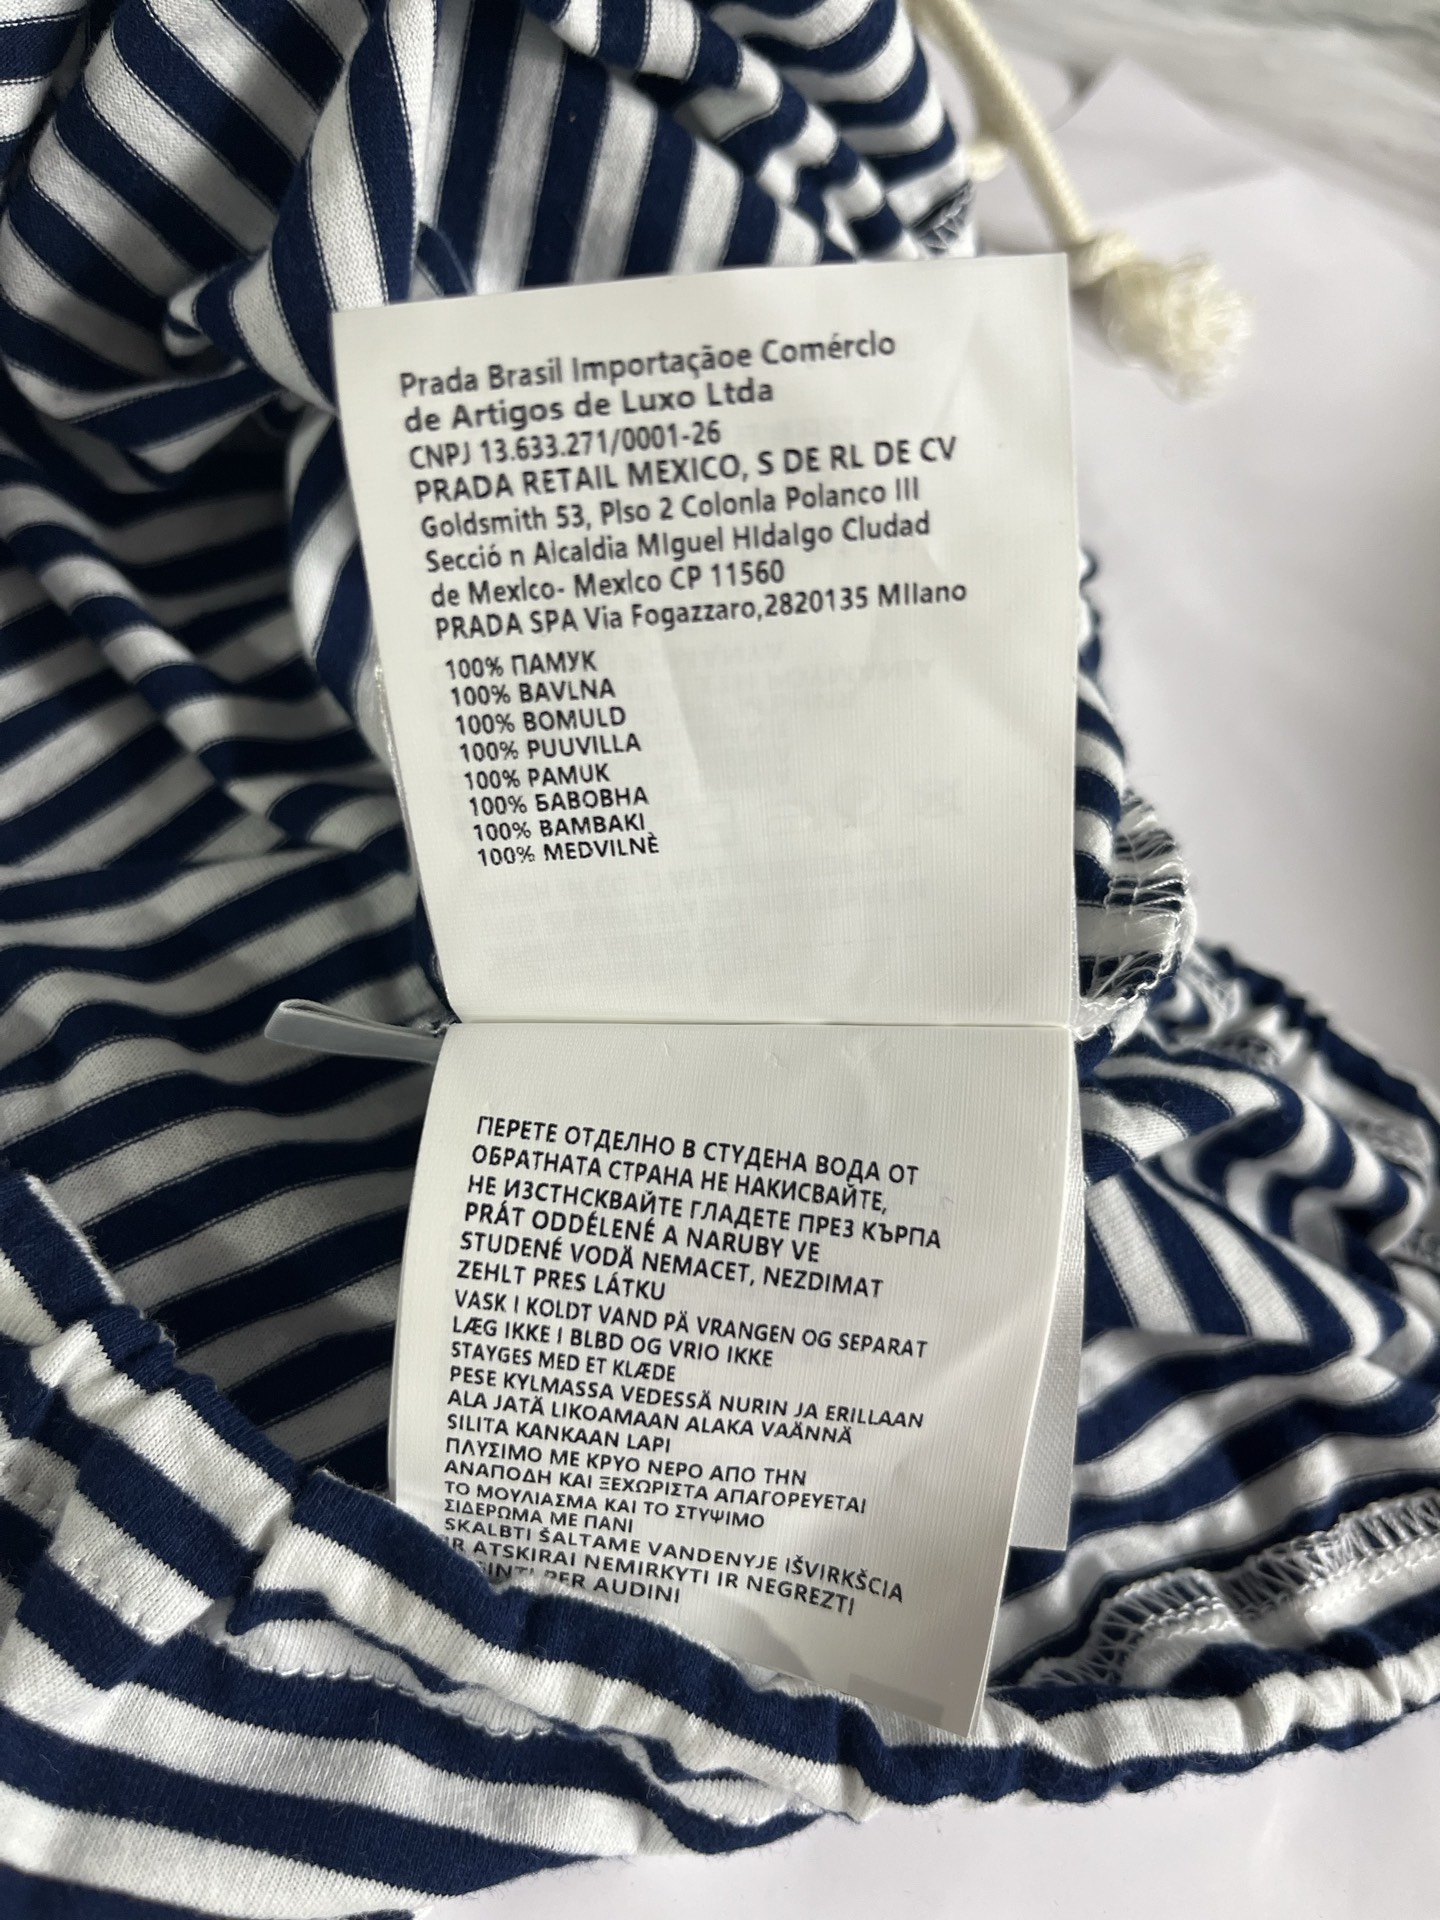 Prada Brasil Importaçãoe Comérclo
de Artigos de Luxo Ltda
CNPJ 13.633.271/0001-26
PRADA RETAIL MEXICO, S DE RL DE CV
Goldsmith 53, Plso 2 Colonla Polanco III
Secció n Alcaldia Mlguel Hldalgo Cludad
de Mexlco- Mexlco CP 11560
PRADA SPA Via Fogazzaro,2820135 Mllano
100% ПАМУК
100% BAVLNA
100% BOMULD
100% PUUVILLA
100% PAMUK
100% БАВОВНА
100% BAMBAKI
100% MEDVILNÈ
ПЕРЕТЕ ОТДЕЛНО В СТУДЕНА ВОДА ОТ
ОБРАТНАТА СТРАНА НЕ НАКИСВАЙТЕ,
НЕ ИЗСТНСКВАЙТЕ ГЛАДЕТЕ ПРЕЗ КЪРПА
PRÁT ODDÉLENÉ A NARUBY VE
STUDENÉ VODÄ NEMACET, NEZDIMAT
ZEHLT PRES LÁTKU
VASK I KOLDT VAND PÄ VRANGEN OG SEPARAT
LÆG IKKE I BLBD OG VRIO IKKE
STAYGES MED ET KLÆDE
PESE KYLMASSA VEDESSÄ NURIN JA ERILLAAN
ALA JATÄ LIKOAMAAN ALAKA VAÄNNÄ
SILITA KANKAAN LAPI
ΠΛΥΣΙΜΟ ΜΕ ΚΡΥΟ ΝΕΡΟ ΑΠΟ ΤΗΝ
ΑΝΑΠΟΔΗ ΚΑΙ ΞΕΧΩΡΙΣΤΑ ΑΠΑΓΟΡΕΥΕΤΑΙ
ΤΟ ΜΟΥΛΙΑΣΜΑ ΚΑΙ ΤΟ ΣΤΥΨΙΜΟ
ΣΙΔΕΡΩΜΑ ΜΕ ΠΑΝΙ
SKALBTI ŠALTAME VANDENYJE IŠVIRKŠCIA
IR ATSKIRAI NEMIRKYTI IR NEGREZTI
PER AUDINI